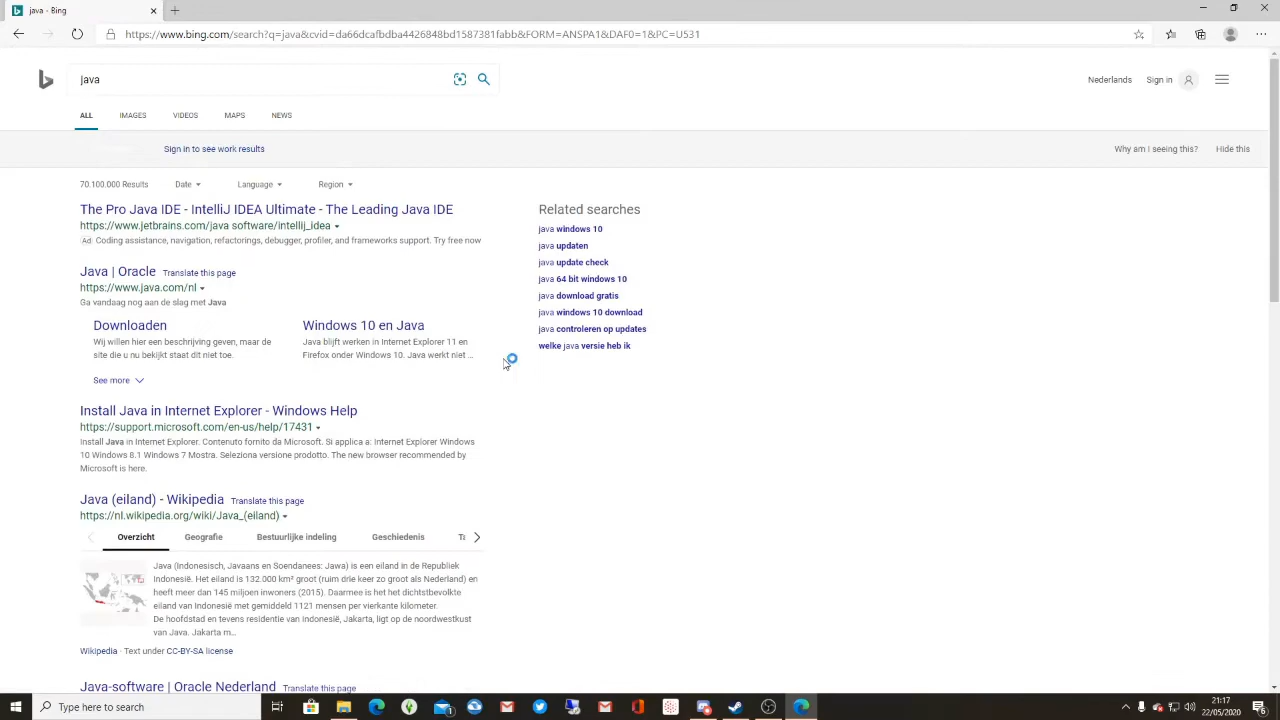 java - Bing
https://www.bing.com/search?q=java&cvid=da66dcafbdba4426848bd1587381fabb&FORM=ANSPA1&DAF0=1&PC=U531
java
Nederlands Sign in
ALL IMAGES VIDEOS MAPS NEWS
Sign in to see work results Why am I seeing this? Hide this
70.100.000 Results Date Language Region
The Pro Java IDE - IntelliJ IDEA Ultimate - The Leading Java IDE
https://www.jetbrains.com/java software/intellij_idea
Ad Coding assistance, navigation, refactorings, debugger, profiler, and frameworks support. Try free now
Java | Oracle Translate this page
https://www.java.com/nl
Ga vandaag nog aan de slag met Java
Downloaden
Wij willen hier een beschrijving geven, maar de
site die u nu bekijkt staat dit niet toe.
Windows 10 en Java
Java blijft werken in Internet Explorer 11 en
Firefox onder Windows 10. Java werkt niet ...
See more
Install Java in Internet Explorer - Windows Help
https://support.microsoft.com/en-us/help/17431
Install Java in Internet Explorer. Contenuto fornito da Microsoft. Si applica a: Internet Explorer Windows
10 Windows 8.1 Windows 7 Mostra. Seleziona versione prodotto. The new browser recommended by
Microsoft is here.
Java (eiland) - Wikipedia Translate this page
https://nl.wikipedia.org/wiki/Java_(eiland)
Overzicht Geografie Bestuurlijke indeling Geschiedenis
Java (Indonesisch, Javaans en Soendanees: Jawa) is een eiland in de Republiek
Indonesië. Het eiland is 132.000 km² groot (ruim drie keer zo groot als Nederland) en
heeft meer dan 145 miljoen inwoners (2015). Daarmee is het het dichtstbevolkte
eiland van Indonesië met gemiddeld 1121 mensen per vierkante kilometer.
De hoofdstad en tevens residentie van Indonesië, Jakarta, ligt op de noordwestkust
van Java. Jakarta m...
Wikipedia · Text under CC-BY-SA license
Java-software | Oracle Nederland Translate this page
Related searches
java windows 10
java updaten
java update check
java 64 bit windows 10
java download gratis
java windows 10 download
java controleren op updates
welke java versie heb ik
Type here to search
21:17
22/05/2020